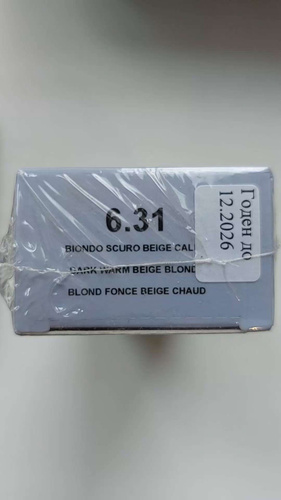 6.31
BIONDO SCURO BEIGE CAL
DARK WARM BEIGE BLOND
BLOND FONCE BEIGE CHAUD
Годен до
12.2026